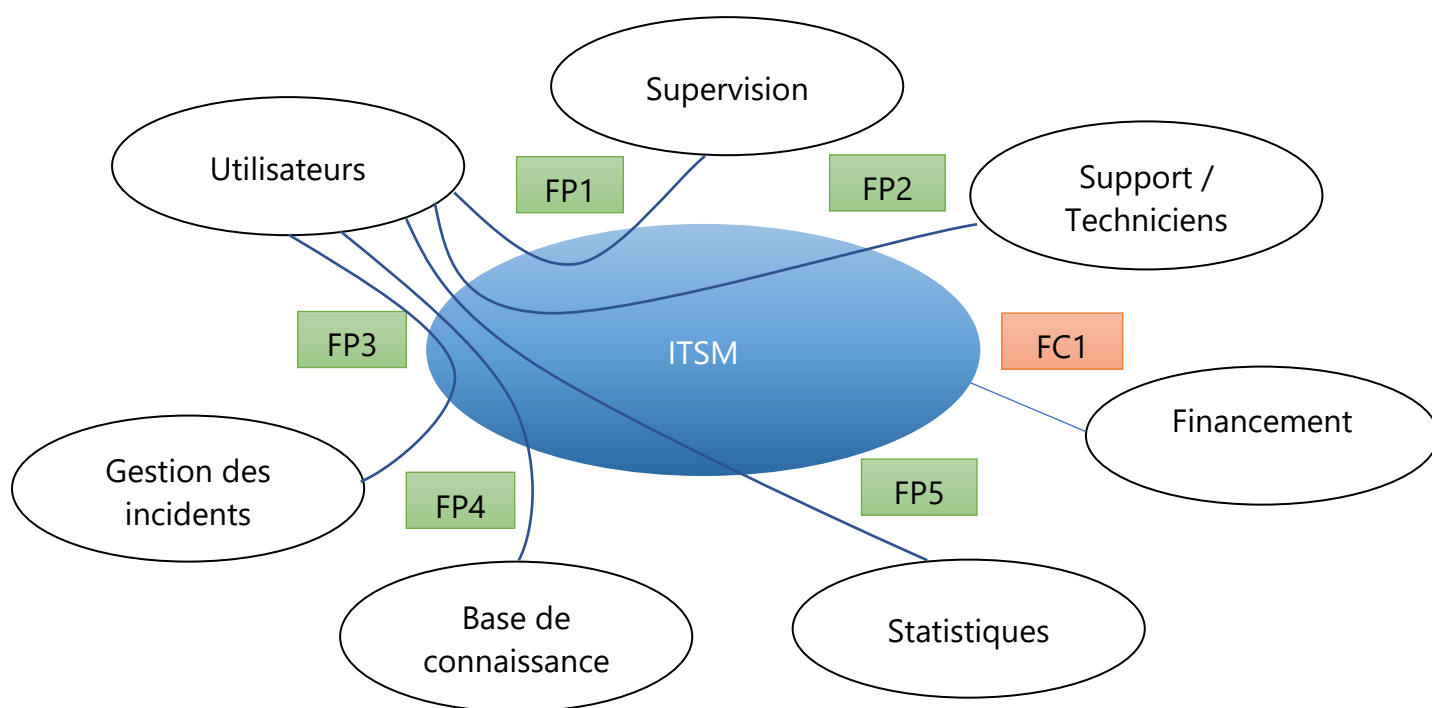 Supervision
Utilisateurs
FP1
FP2
Support /
Techniciens
FP3
ITSM
FC1
Financement
Gestion des
incidents
FP4
FP5
Base de
connaissance
Statistiques